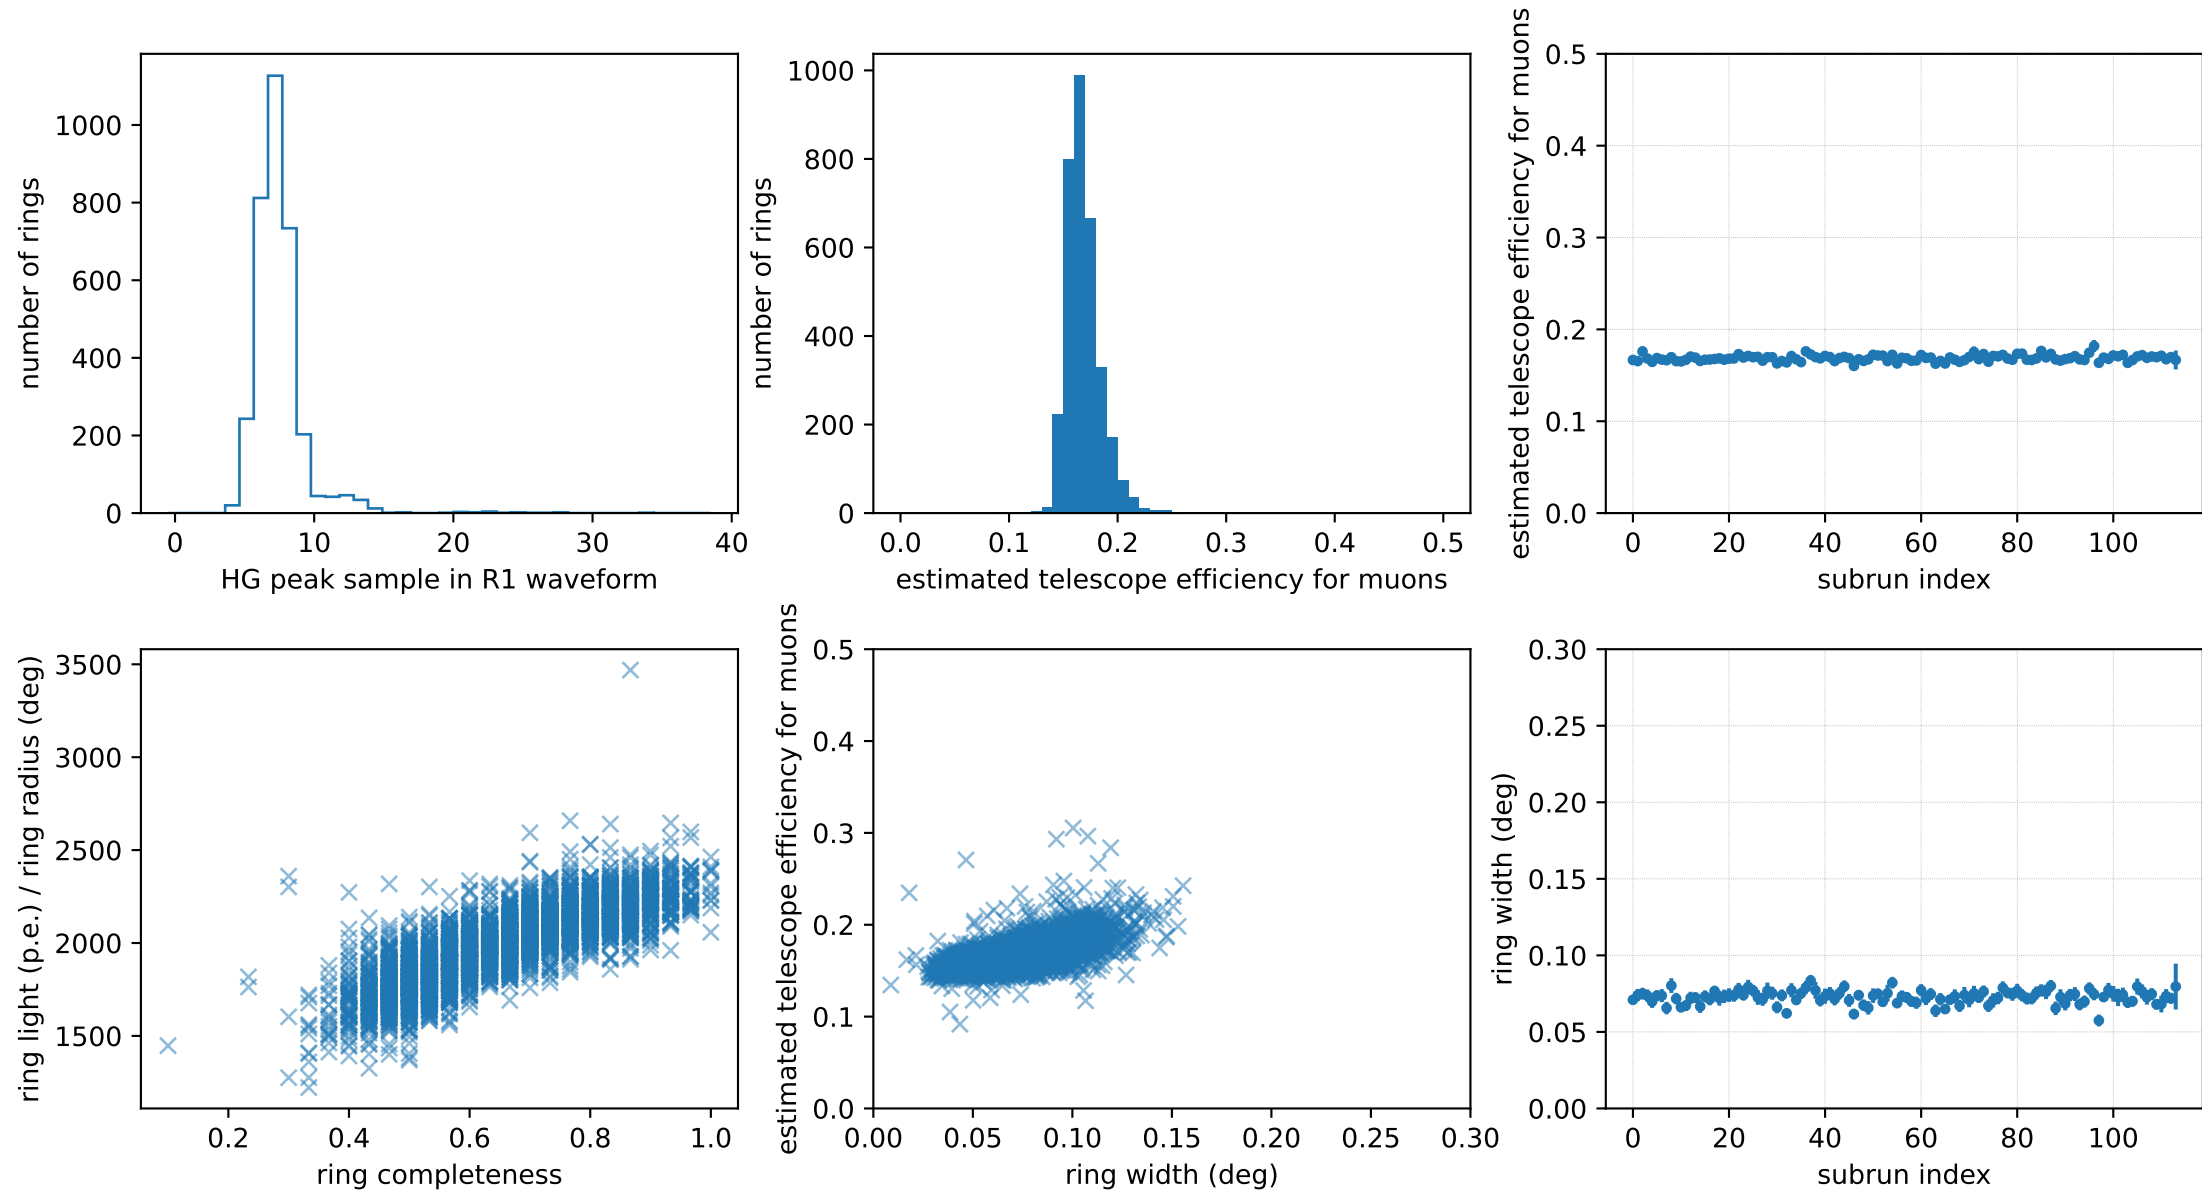 number of rings
1000
800
600
400
200
0
0 10 20 30 40
HG peak sample in R1 waveform
number of rings
1000
800
600
400
200
0
0.0 0.1 0.2 0.3 0.4 0.5
estimated telescope efficiency for muons
estimated telescope efficiency for muons
0.5
0.4
0.3
0.2
0.1
0.0
0 20 40 60 80 100
subrun index
ring light (p.e.) / ring radius (deg)
3500
3000
2500
2000
1500
0.2 0.4 0.6 0.8 1.0
ring completeness
estimated telescope efficiency for muons
0.5
0.4
0.3
0.2
0.1
0.0
0.00 0.05 0.10 0.15 0.20 0.25 0.30
ring width (deg)
ring width (deg)
0.30
0.25
0.20
0.15
0.10
0.05
0.00
0 20 40 60 80 100
subrun index